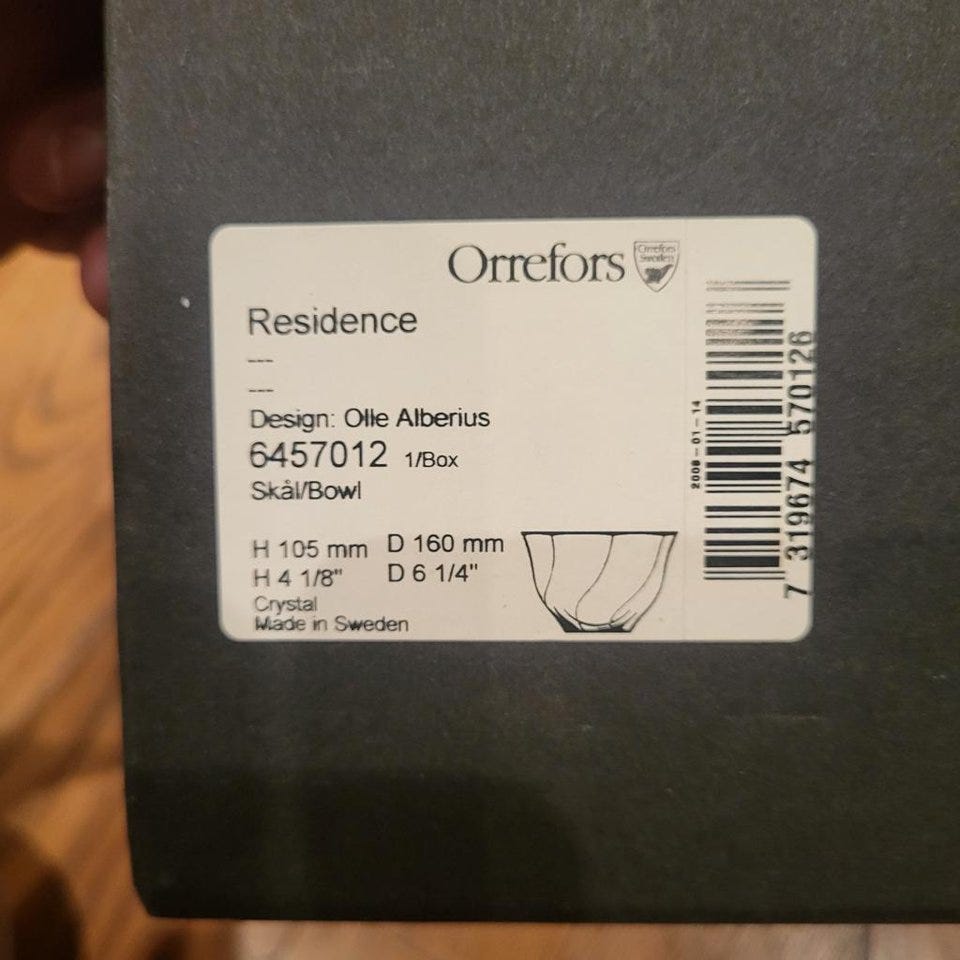 Orrefors
Orrefors
Sweden
Residence
---
---
Design: Olle Alberius
6457012 1/Box
Skål/Bowl
H 105 mm D 160 mm
H 4 1/8" D 6 1/4"
Crystal
Made in Sweden
2008-01-14
7 319674 570126